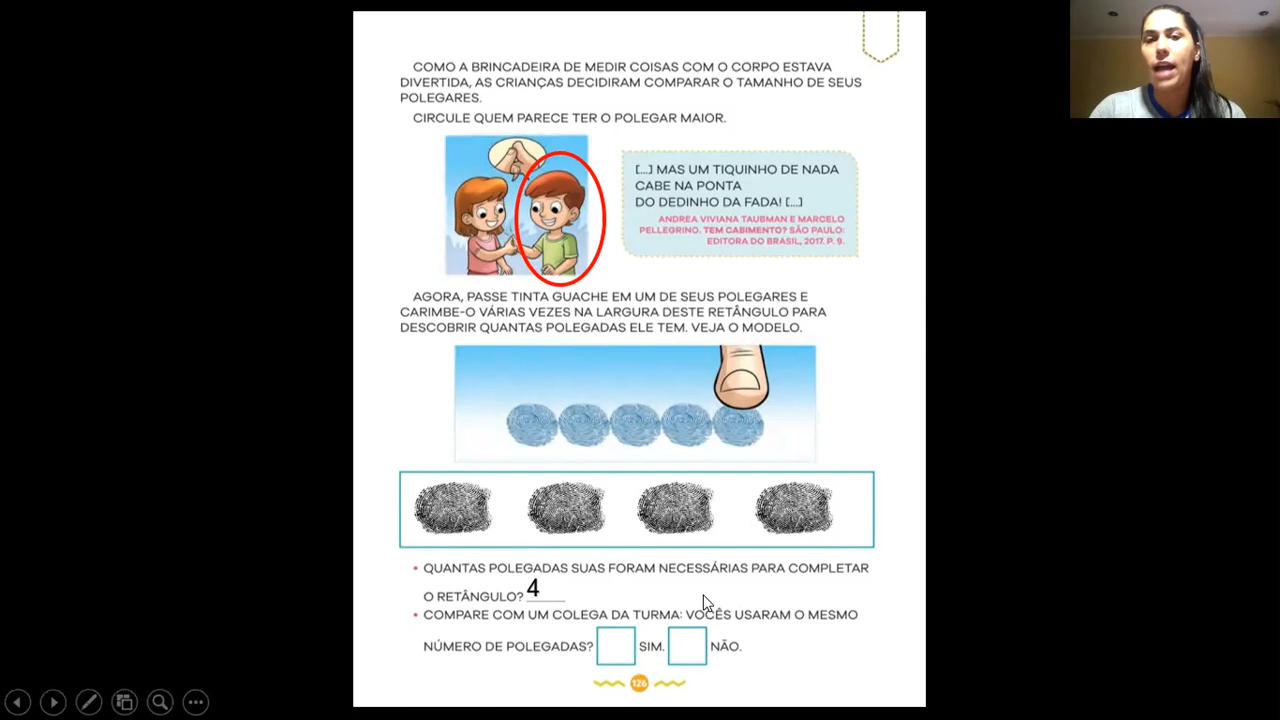 COMO A BRINCADEIRA DE MEDIR COISAS COM O CORPO ESTAVA
DIVERTIDA, AS CRIANÇAS DECIDIRAM COMPARAR O TAMANHO DE SEUS
POLEGARES.
CIRCULE QUEM PARECE TER O POLEGAR MAIOR.
[...] MAS UM TIQUINHO DE NADA
CABE NA PONTA
DO DEDINHO DA FADA! [...]
ANDREA VIVIANA TAUBMAN E MARCELO
PELLEGRINO. TEM CABIMENTO? SÃO PAULO:
EDITORA DO BRASIL, 2017. P. 9.
AGORA, PASSE TINTA GUACHE EM UM DE SEUS POLEGARES E
CARIMBE-O VÁRIAS VEZES NA LARGURA DESTE RETÂNGULO PARA
DESCOBRIR QUANTAS POLEGADAS ELE TEM. VEJA O MODELO.
• QUANTAS POLEGADAS SUAS FORAM NECESSÁRIAS PARA COMPLETAR
O RETÂNGULO? 4
• COMPARE COM UM COLEGA DA TURMA: VOCÊS USARAM O MESMO
NÚMERO DE POLEGADAS? SIM. NÃO.
126